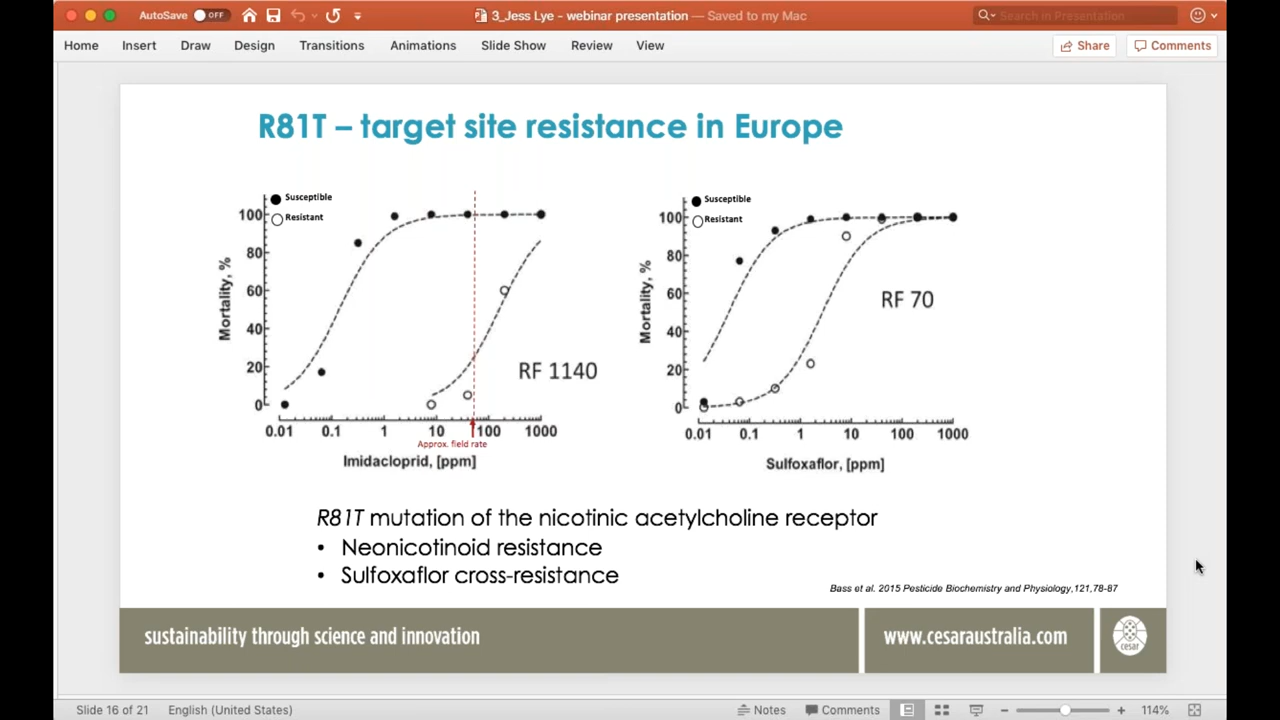 AutoSave OFF
3_Jess Lye - webinar presentation — Saved to my Mac
Search in Presentation
Home Insert Draw Design Transitions Animations Slide Show Review View
Share Comments
R81T – target site resistance in Europe
Susceptible
Resistant
100
80
60
40
20
0
Mortality, %
0.01 0.1 1 10 100 1000
Approx. field rate
Imidacloprid, [ppm]
RF 1140
Susceptible
Resistant
100
80
60
40
20
0
Mortality, %
0.01 0.1 1 10 100 1000
Sulfoxaflor, [ppm]
RF 70
R81T mutation of the nicotinic acetylcholine receptor
• Neonicotinoid resistance
• Sulfoxaflor cross-resistance
Bass et al. 2015 Pesticide Biochemistry and Physiology,121,78-87
sustainability through science and innovation
www.cesaraustralia.com
cesar
Slide 16 of 21 English (United States) Notes Comments 114%